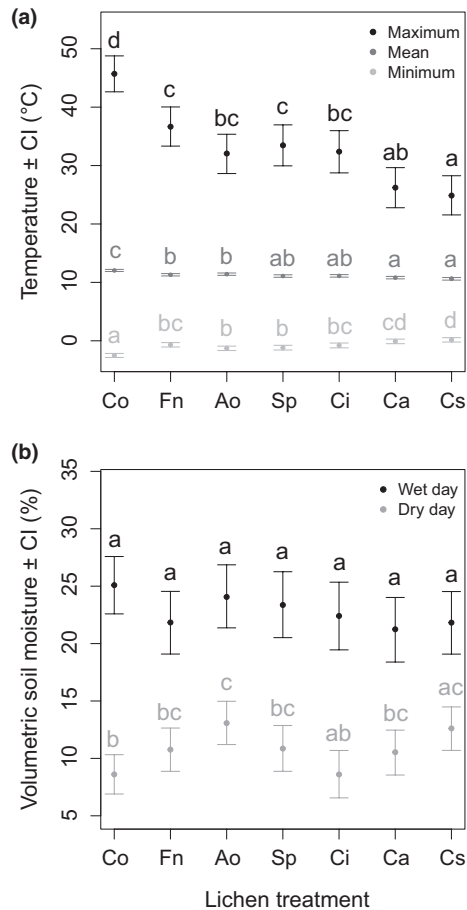 (a)
Temperature ± CI (°C)
50
40
30
20
10
0
Maximum
Mean
Minimum
d c bc c bc ab a
c b b ab ab a a
a bc b b bc cd d
Co Fn Ao Sp Ci Ca Cs
(b)
Volumetric soil moisture ± CI (%)
35
30
25
20
15
10
5
Wet day
Dry day
a a a a a a a
b bc c bc ab bc ac
Co Fn Ao Sp Ci Ca Cs
Lichen treatment